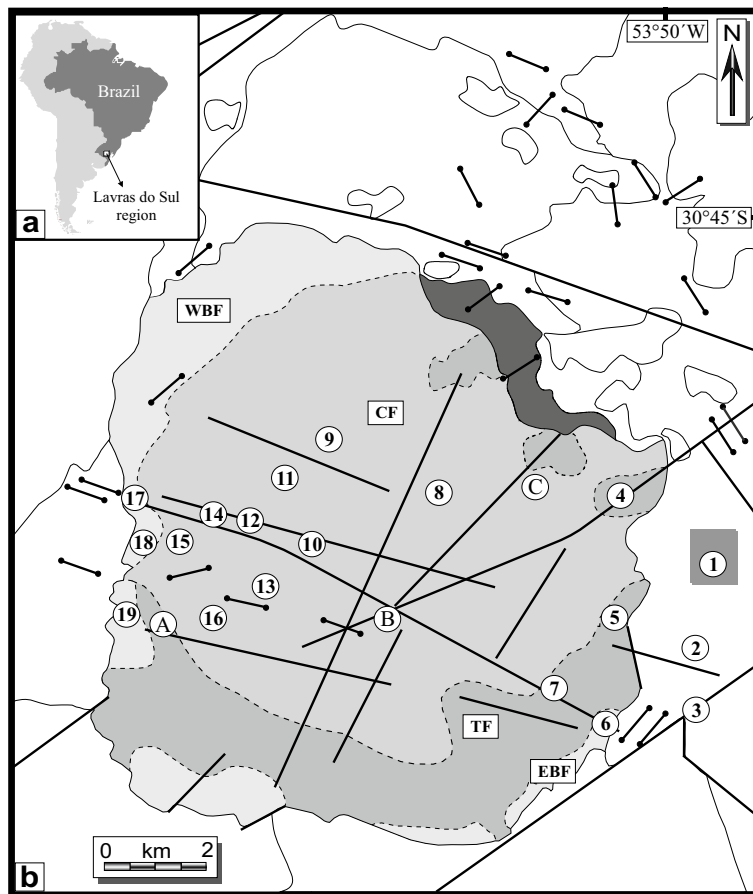 53°50´W
N
Brazil
Lavras do Sul
region
a
30°45´S
WBF
CF
9
11
8
C
4
17
14
12
10
18
15
1
13
19
A
16
B
5
2
7
3
TF
6
EBF
0 km 2
b